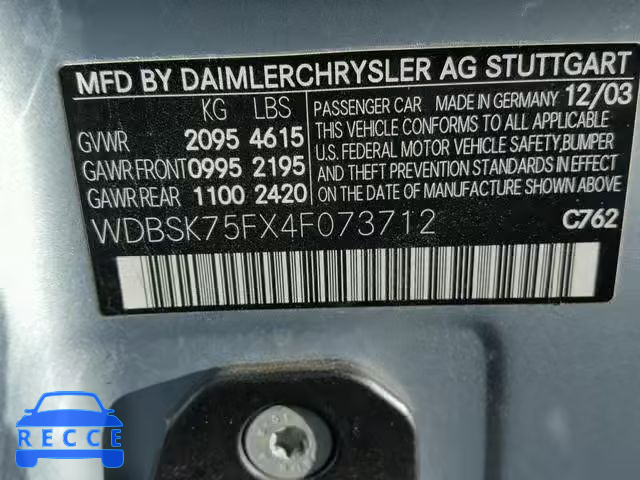 MFD BY DAIMLERCHRYSLER AG STUTTGART
KG LBS
GVWR 2095 4615
GAWR FRONT 0995 2195
GAWR REAR 1100 2420
PASSENGER CAR MADE IN GERMANY 12/03
THIS VEHICLE CONFORMS TO ALL APPLICABLE
U.S. FEDERAL MOTOR VEHICLE SAFETY,BUMPER
AND THEFT PREVENTION STANDARDS IN EFFECT
ON THE DATE OF MANUFACTURE SHOWN ABOVE.
WDBSK75FX4F073712
C762
RECCE